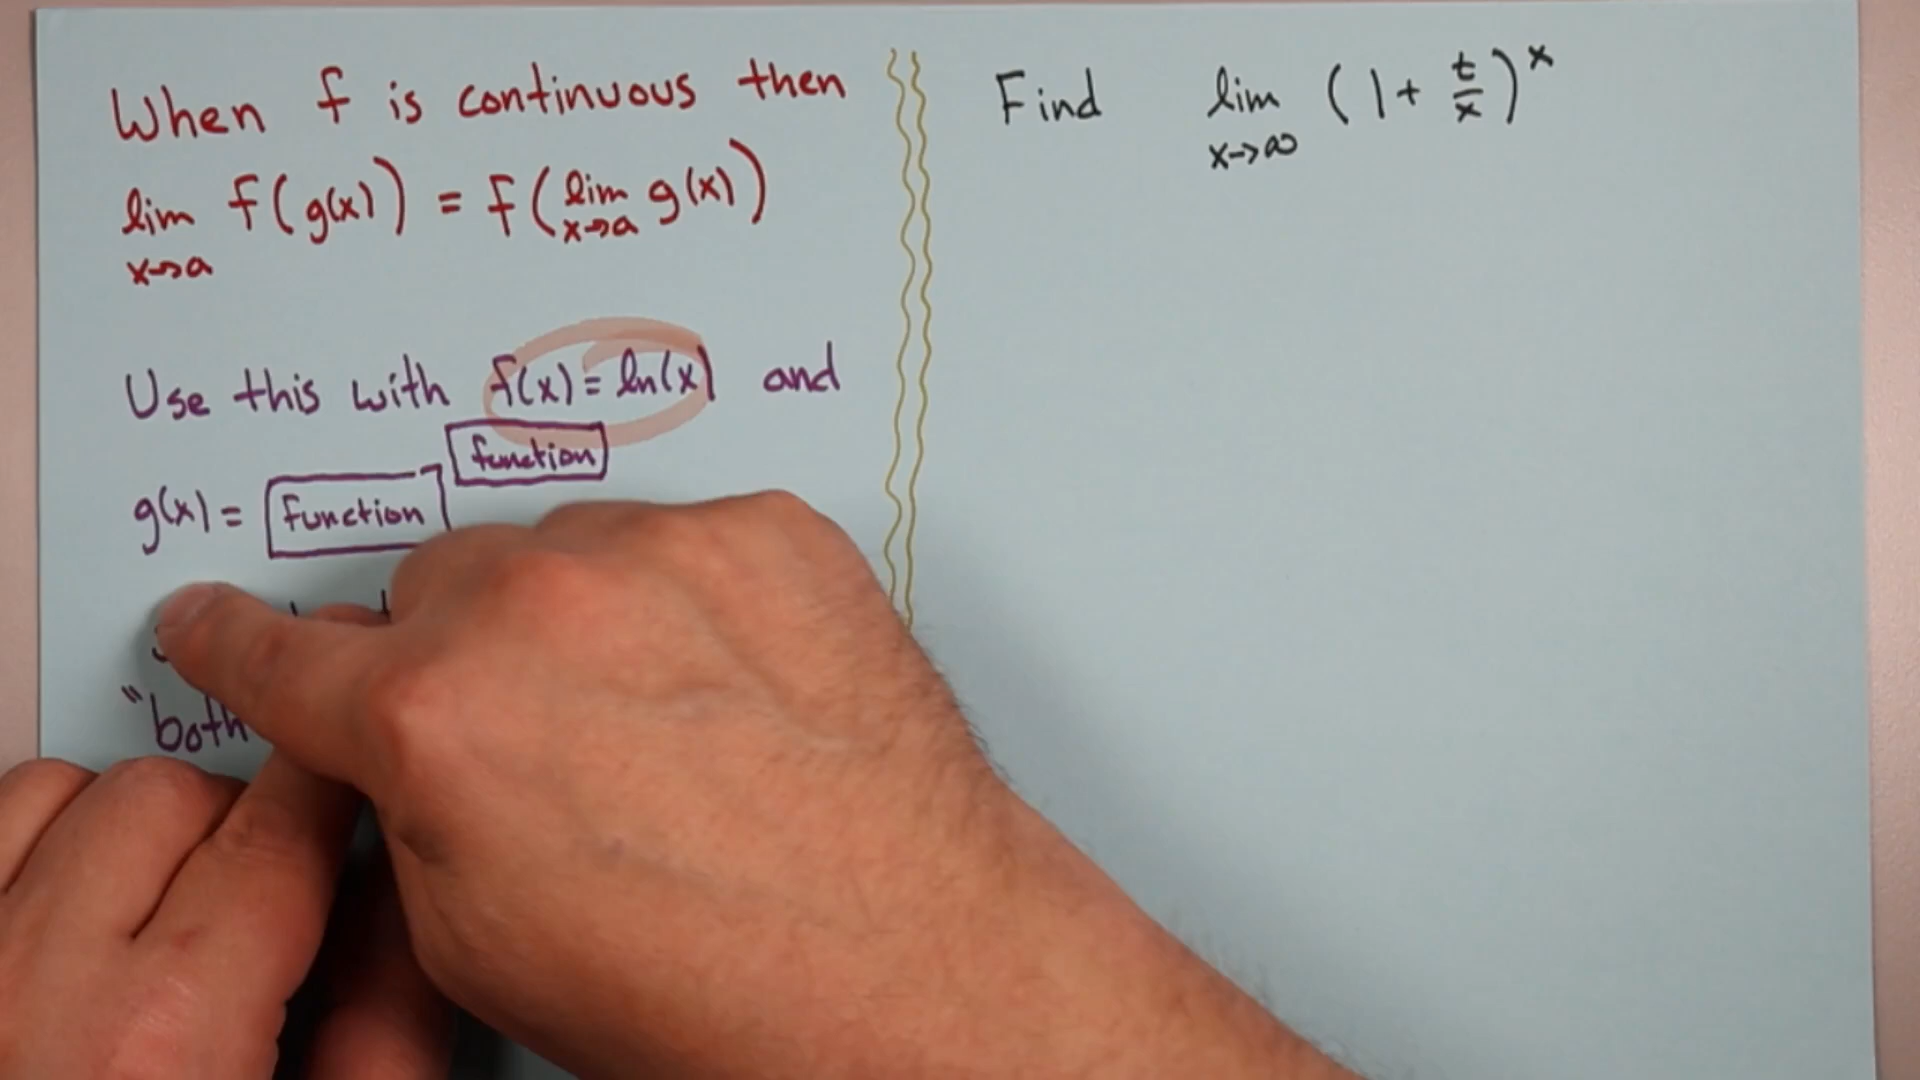 When f is continuous then
lim f(g(x)) = f(lim g(x))
x→a x→a
Use this with f(x) = ln(x) and
function
g(x) = function
"both
Find lim (1 + t/x)^x
x→∞